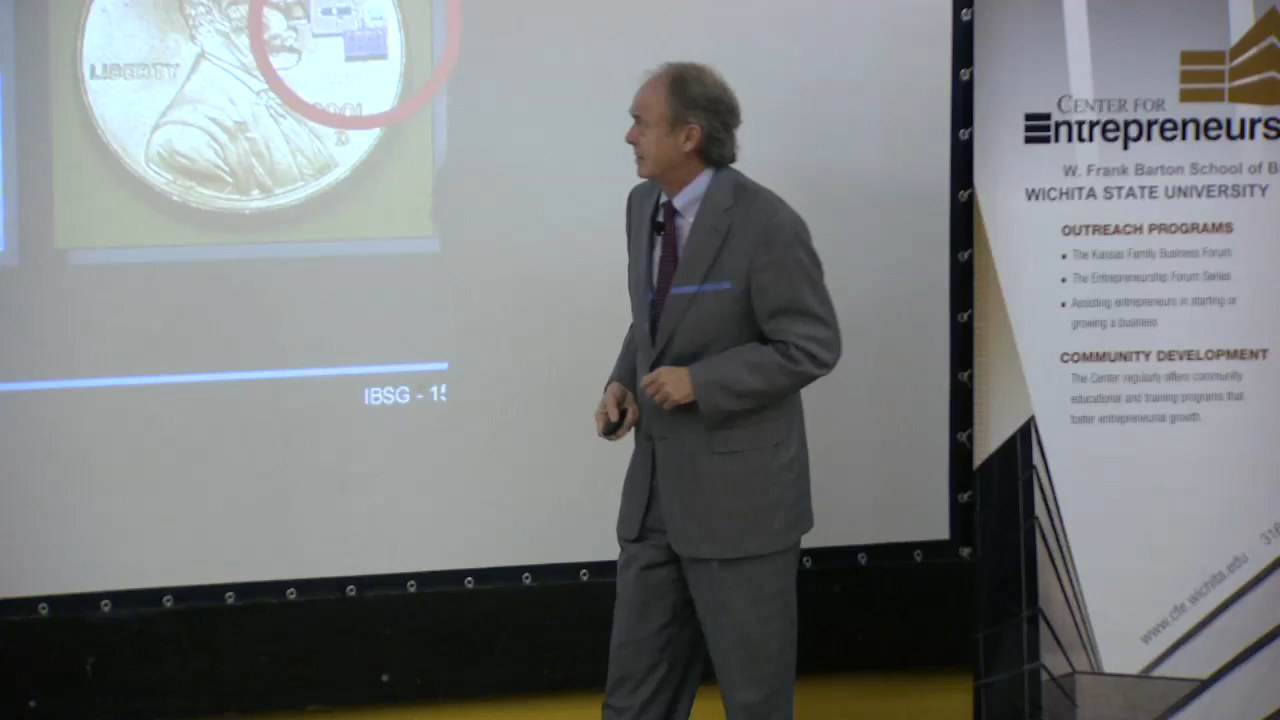 LIBERTY
2001
D
IBSG - 15
CENTER FOR
Entrepreneurs
W. Frank Barton School of B
WICHITA STATE UNIVERSITY
OUTREACH PROGRAMS
• The Kansas Family Business Forum
• The Entrepreneurship Forum Series
• Assisting entrepreneurs in starting or
growing a business
COMMUNITY DEVELOPMENT
The Center regularly offers community
educational and training programs that
foster entrepreneurial growth.
www.cfe.wichita.edu 316